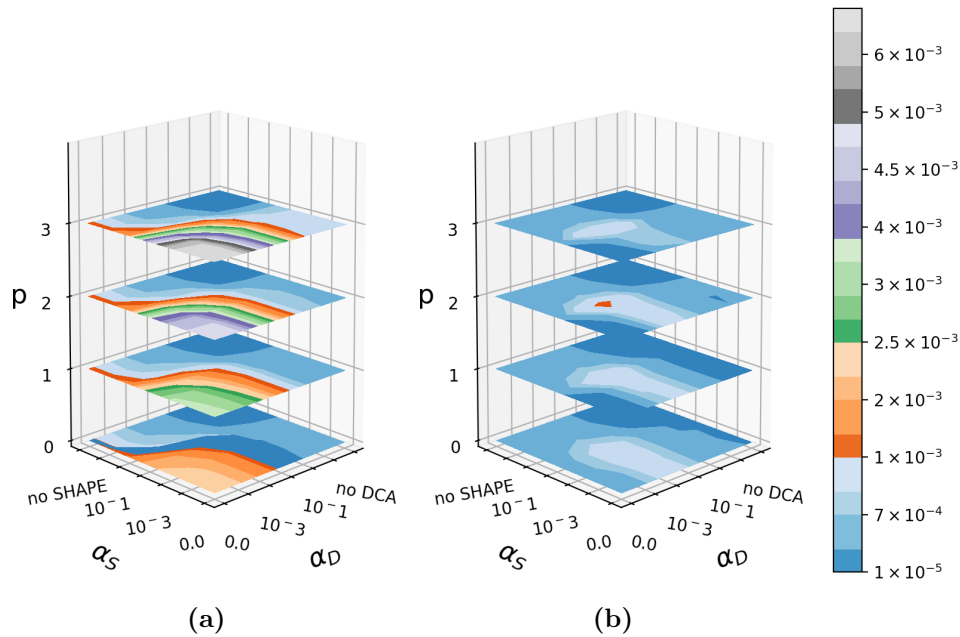 p
3
2
1
0
no SHAPE
10⁻¹
10⁻³
0.0
α_S
0.0
10⁻³
10⁻¹
no DCA
α_D
(a)
p
3
2
1
0
no SHAPE
10⁻¹
10⁻³
0.0
α_S
0.0
10⁻³
10⁻¹
no DCA
α_D
(b)
6 × 10⁻³
5 × 10⁻³
4.5 × 10⁻³
4 × 10⁻³
3 × 10⁻³
2.5 × 10⁻³
2 × 10⁻³
1 × 10⁻³
7 × 10⁻⁴
1 × 10⁻⁵